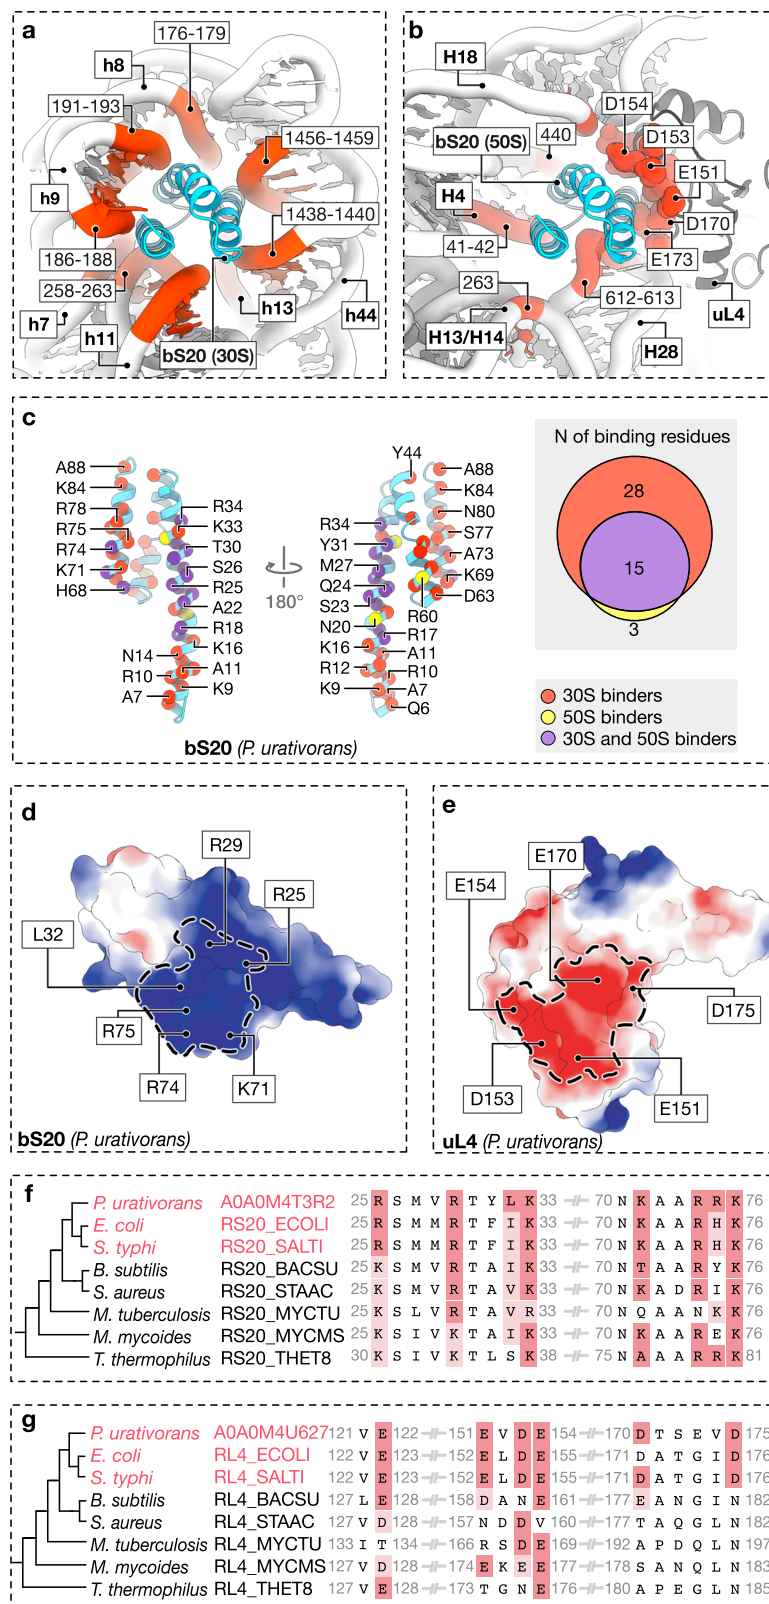 a
176–179
h8
191–193
1456–1459
h9
1438–1440
186–188
258–263
h7
h11
h13
h44
bS20 (30S)
b
H18
D154
bS20 (50S)
440
D153
E151
H4
D170
41–42
E173
263
612–613
uL4
H13/H14
H28
c
A88
K84
R78
R75
R74
K71
H68
R34
K33
T30
S26
R25
A22
R18
K16
N14
A11
R10
K9
A7
180°
Y44
A88
K84
N80
S77
A73
K69
D63
R34
Y31
M27
Q24
S23
N20
R60
R17
K16
A11
R12
R10
K9
A7
Q6
bS20 (P. urativorans)
N of binding residues
28
15
3
30S binders
50S binders
30S and 50S binders
d
R29
R25
L32
R75
R74
K71
bS20 (P. urativorans)
e
E170
E154
D175
D153
E151
uL4 (P. urativorans)
f
P. urativorans A0A0M4T3R2 25 R S M V R T Y L K 33 70 N K A A R R K 76
E. coli RS20_ECOLI 25 R S M M R T F I K 33 70 N K A A R H K 76
S. typhi RS20_SALTI 25 R S M M R T F I K 33 70 N K A A R H K 76
B. subtilis RS20_BACSU 25 K S M V R T A I K 33 70 N T A A R Y K 76
S. aureus RS20_STAAC 25 K S M V R T A V K 33 70 N K A D R I K 76
M. tuberculosis RS20_MYCTU 25 K S L V R T A V R 33 70 N Q A A N K K 76
M. mycoides RS20_MYCMS 25 K S I V K T A I K 33 70 N K A A R E K 76
T. thermophilus RS20_THET8 30 K S I V K T L S K 38 75 N A A A R R K 81
g
P. urativorans A0A0M4U627 121 V E 122 151 E V D E 154 170 D T S E V D 175
E. coli RL4_ECOLI 122 V E 123 152 E L D E 155 171 D A T G I D 176
S. typhi RL4_SALTI 122 V E 123 152 E L D E 155 171 D A T G I D 176
B. subtilis RL4_BACSU 127 L E 128 158 D A N E 161 177 E A N G I N 182
S. aureus RL4_STAAC 127 V D 128 157 N D D V 160 177 T A Q G L N 182
M. tuberculosis RL4_MYCTU 133 I T 134 166 R S D E 169 192 A P D Q L N 197
M. mycoides RL4_MYCMS 127 V D 128 174 E K E E 177 178 S A N Q L N 183
T. thermophilus RL4_THET8 127 V E 128 173 T G N E 176 180 A P E G L N 185